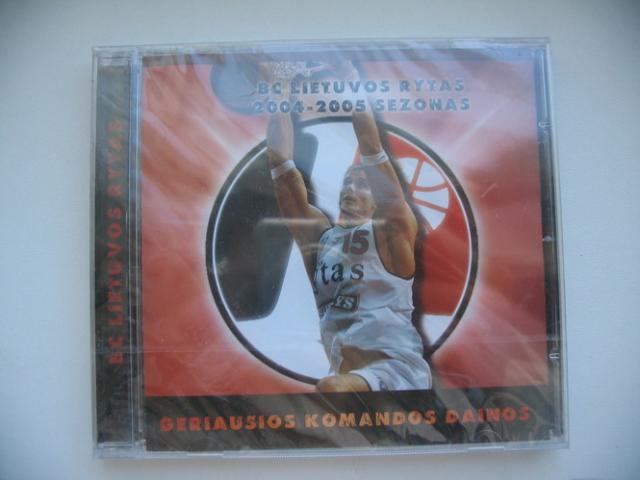 BC LIETUVOS RYTAS
2004-2005 SEZONAS
BC LIETUVOS RYTAS
15
ytas
GERIAUSIOS KOMANDOS DAINOS